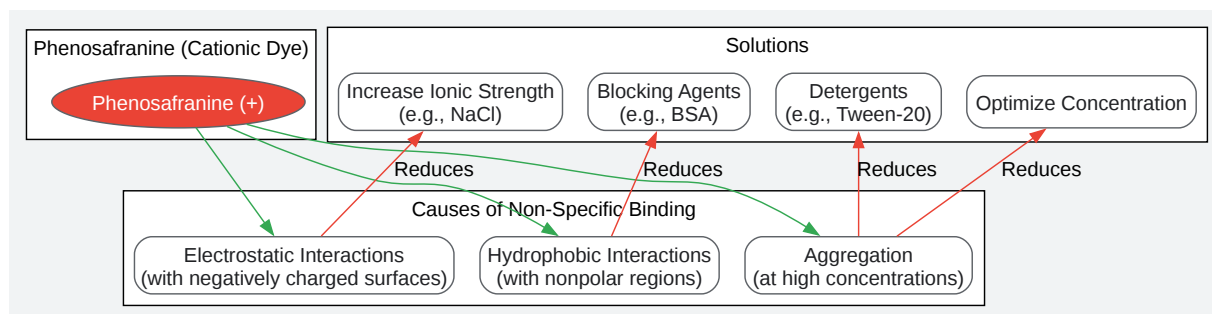 Phenosafranine (Cationic Dye)
Phenosafranine (+)
Solutions
Increase Ionic Strength
(e.g., NaCl)
Blocking Agents
(e.g., BSA)
Detergents
(e.g., Tween-20)
Optimize Concentration
Reduces
Reduces
Reduces
Reduces
Causes of Non-Specific Binding
Electrostatic Interactions
(with negatively charged surfaces)
Hydrophobic Interactions
(with nonpolar regions)
Aggregation
(at high concentrations)